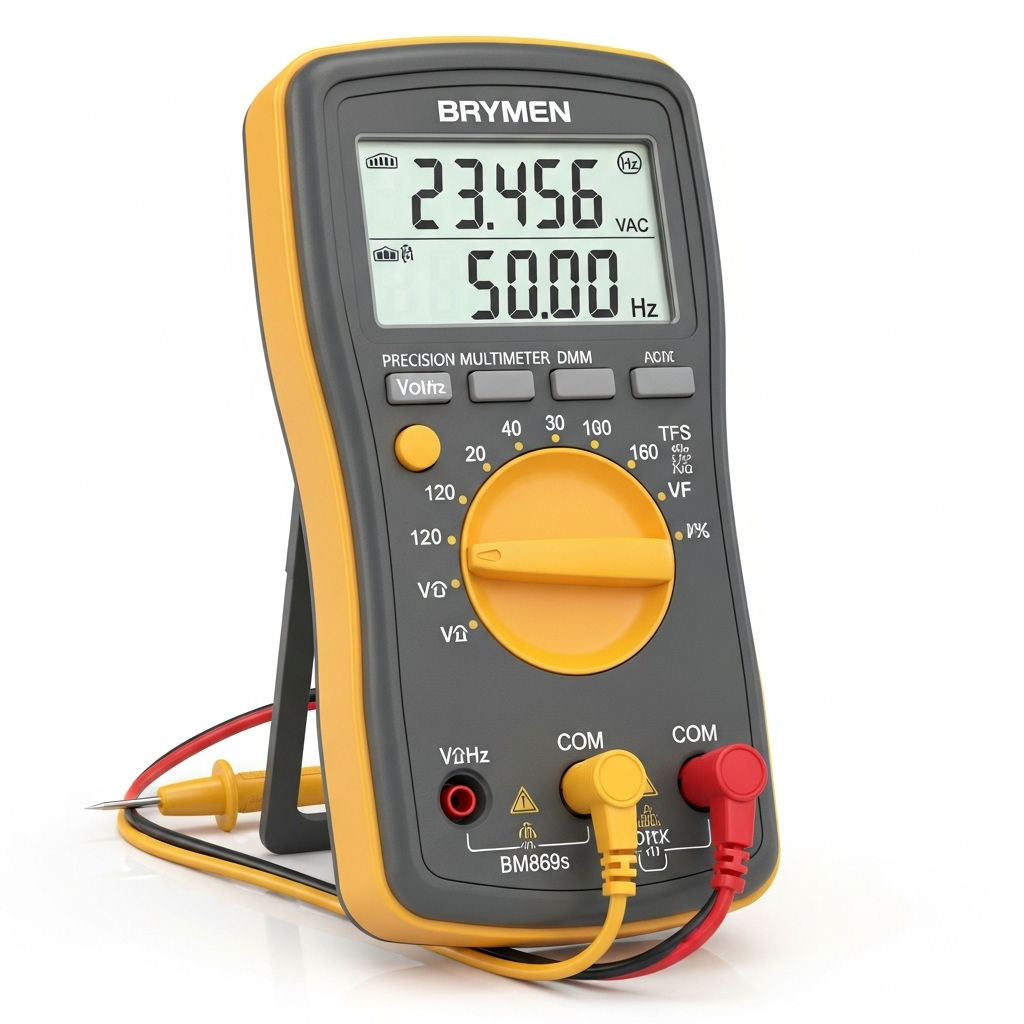 BRYMEN
Hz
23.456
VAC
50.00
Hz
PRECISION MULTIMETER DMM
40 30 100
20 160 TFS
120 VF
120
V
V
V Hz COM COM
BM869s